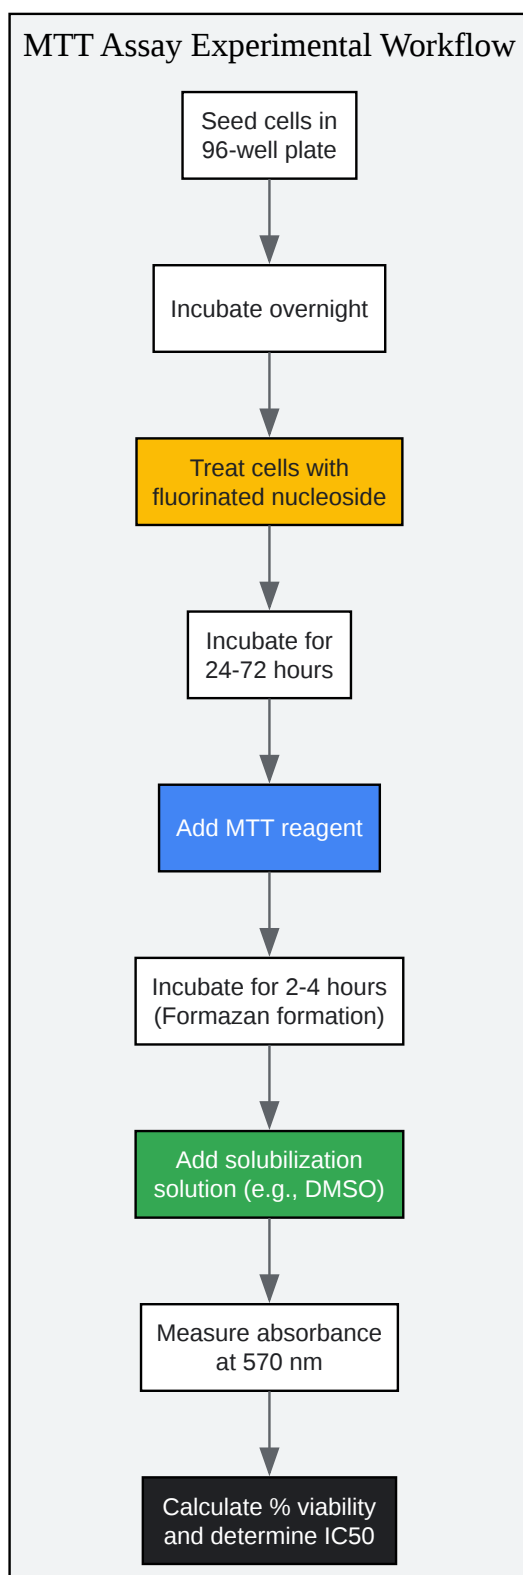 MTT Assay Experimental Workflow
Seed cells in
96-well plate
Incubate overnight
Treat cells with
fluorinated nucleoside
Incubate for
24-72 hours
Add MTT reagent
Incubate for 2-4 hours
(Formazan formation)
Add solubilization
solution (e.g., DMSO)
Measure absorbance
at 570 nm
Calculate % viability
and determine IC50